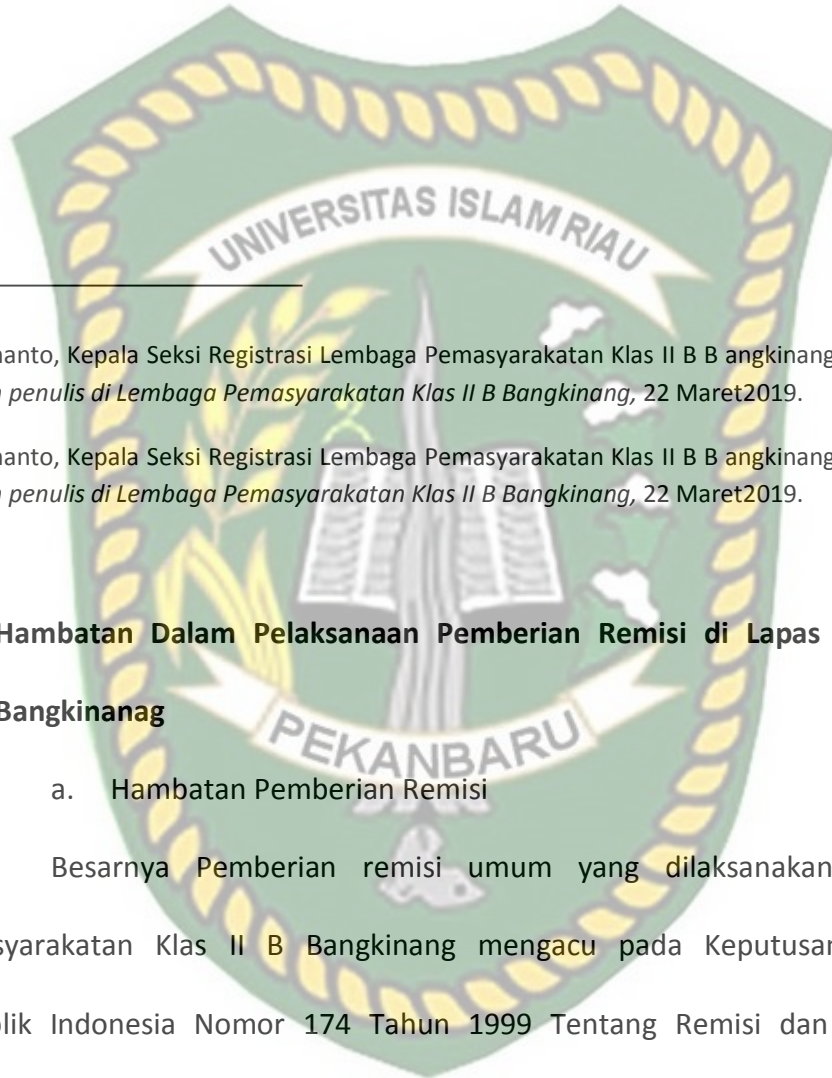 UNIVERSITAS ISLAM RIAU
anto, Kepala Seksi Registrasi Lembaga Pemasyarakatan Klas II B B angkinang
penulis di Lembaga Pemasyarakatan Klas II B Bangkinang, 22 Maret2019.
anto, Kepala Seksi Registrasi Lembaga Pemasyarakatan Klas II B B angkinang
penulis di Lembaga Pemasyarakatan Klas II B Bangkinang, 22 Maret2019.
Hambatan Dalam Pelaksanaan Pemberian Remisi di Lapas
Bangkinanag
PEKANBARU
a. Hambatan Pemberian Remisi
Besarnya Pemberian remisi umum yang dilaksanakan
syarakatan Klas II B Bangkinang mengacu pada Keputusan
lik Indonesia Nomor 174 Tahun 1999 Tentang Remisi dan